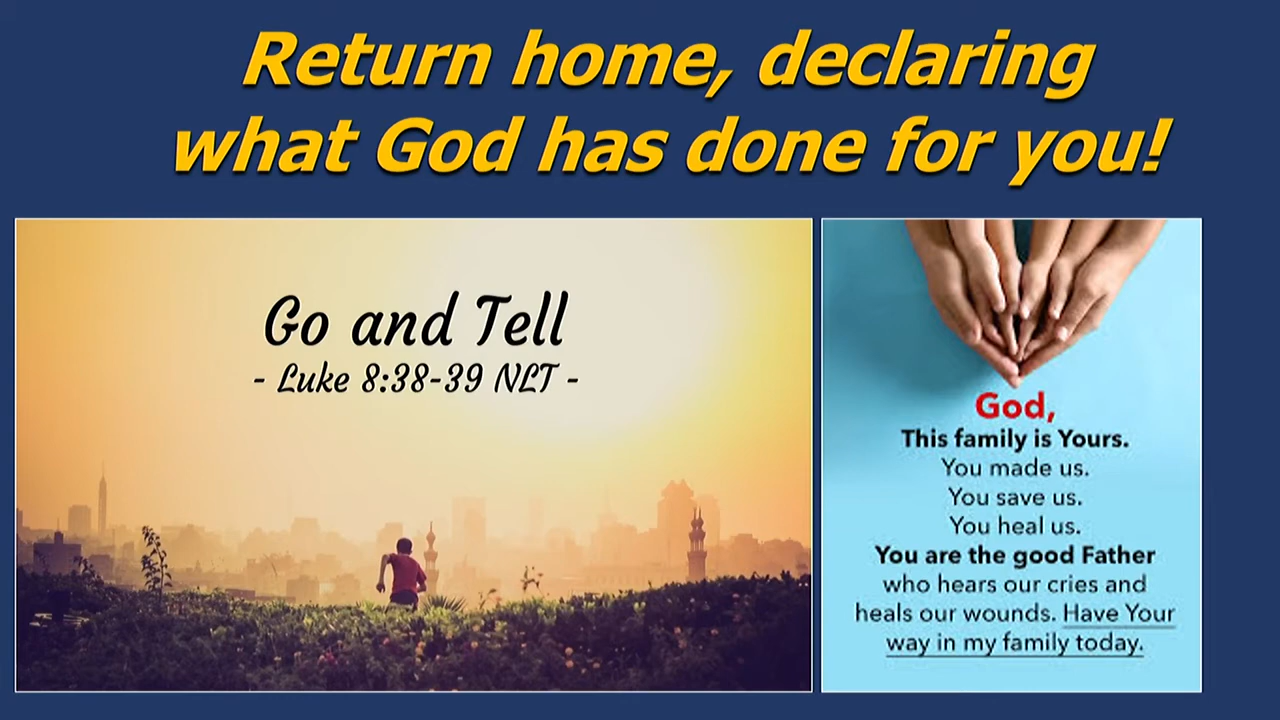 Return home, declaring
what God has done for you!
Go and Tell
- Luke 8:38-39 NLT -
God,
This family is Yours.
You made us.
You save us.
You heal us.
You are the good Father
who hears our cries and
heals our wounds. Have Your
way in my family today.